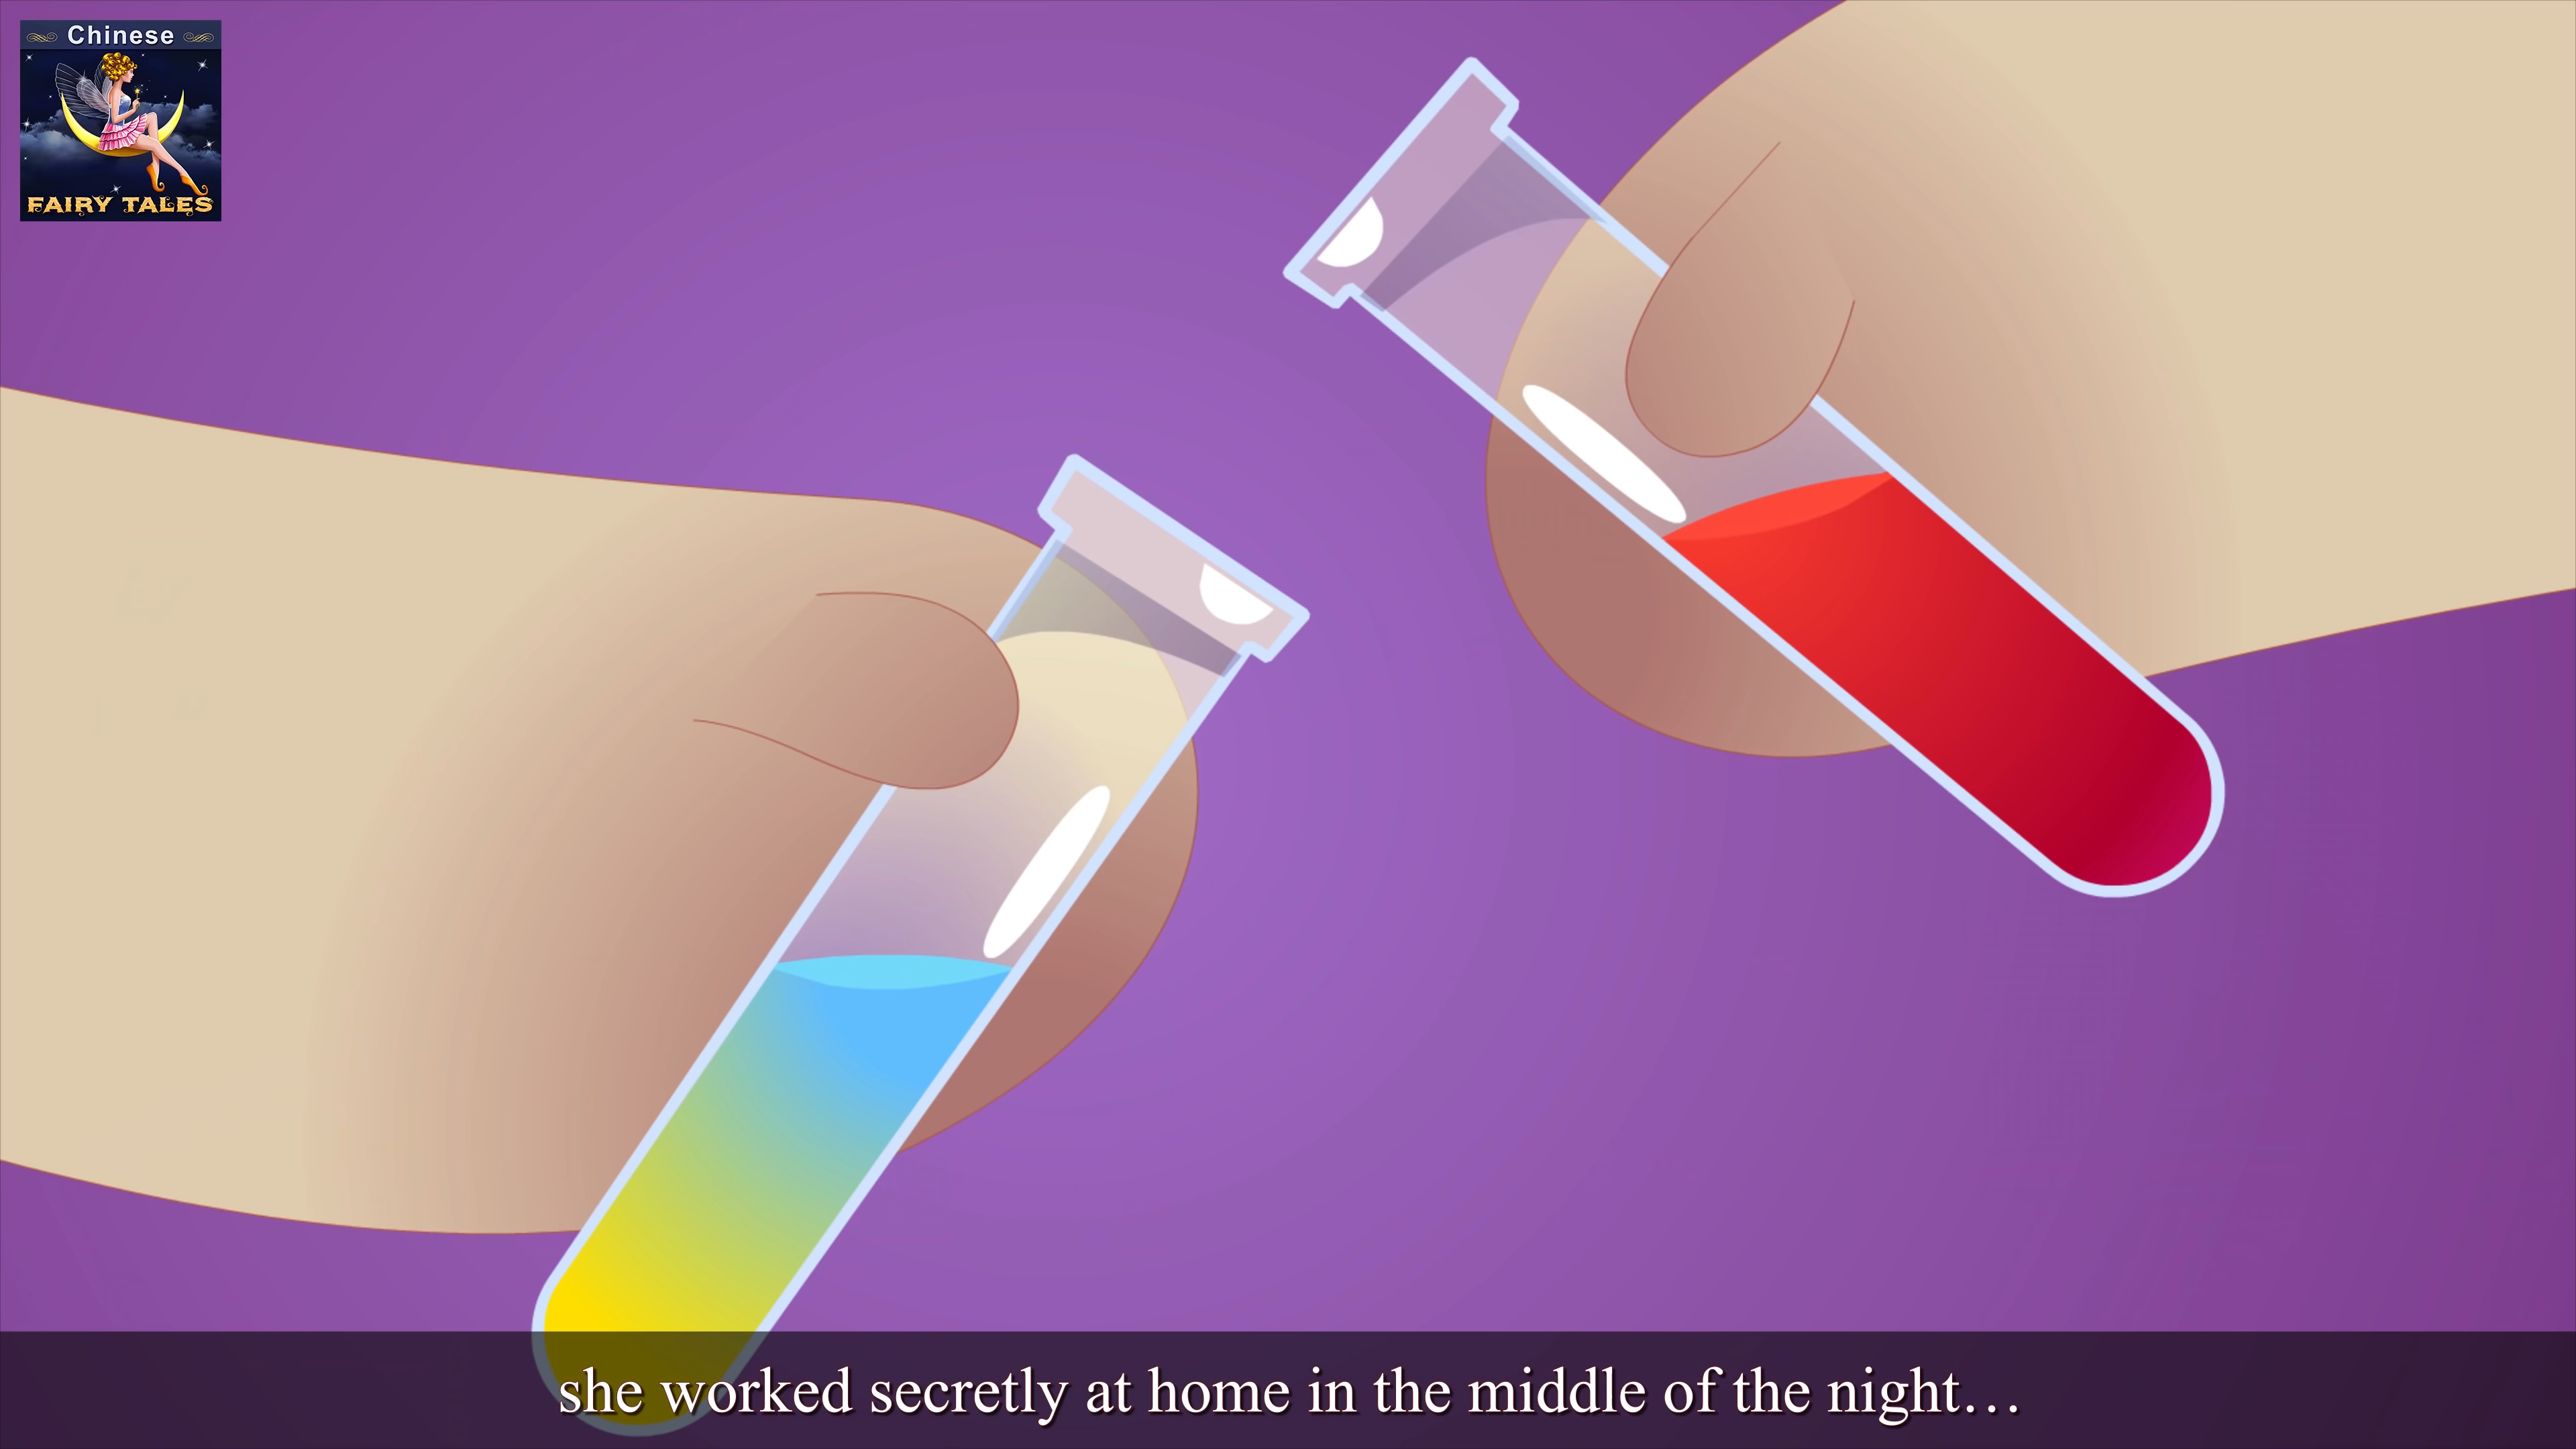 Chinese
FAIRY TALES
she worked secretly at home in the middle of the night…